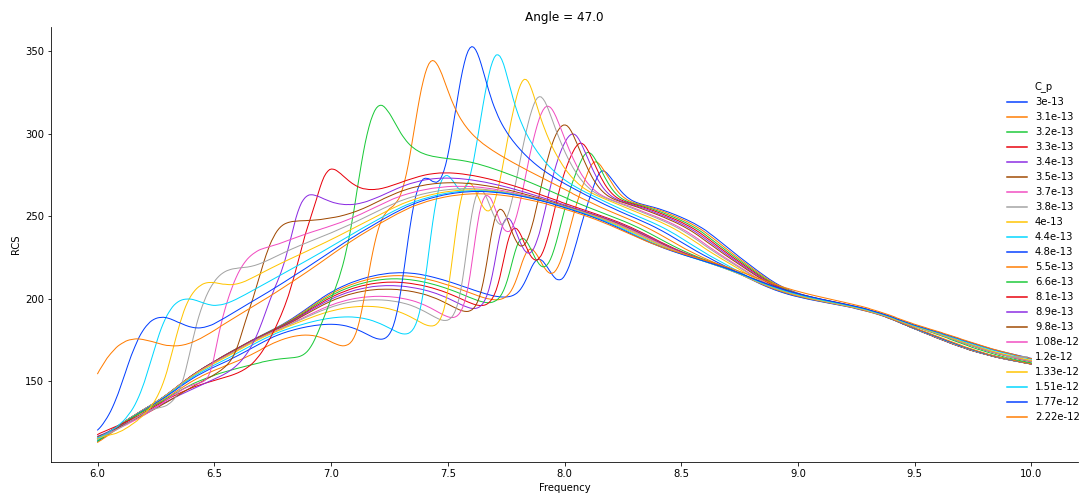 Angle = 47.0
RCS
350
300
250
200
150
6.0 6.5 7.0 7.5 8.0 8.5 9.0 9.5 10.0
Frequency
C_p
3e-13
3.1e-13
3.2e-13
3.3e-13
3.4e-13
3.5e-13
3.7e-13
3.8e-13
4e-13
4.4e-13
4.8e-13
5.5e-13
6.6e-13
8.1e-13
8.9e-13
9.8e-13
1.08e-12
1.2e-12
1.33e-12
1.51e-12
1.77e-12
2.22e-12